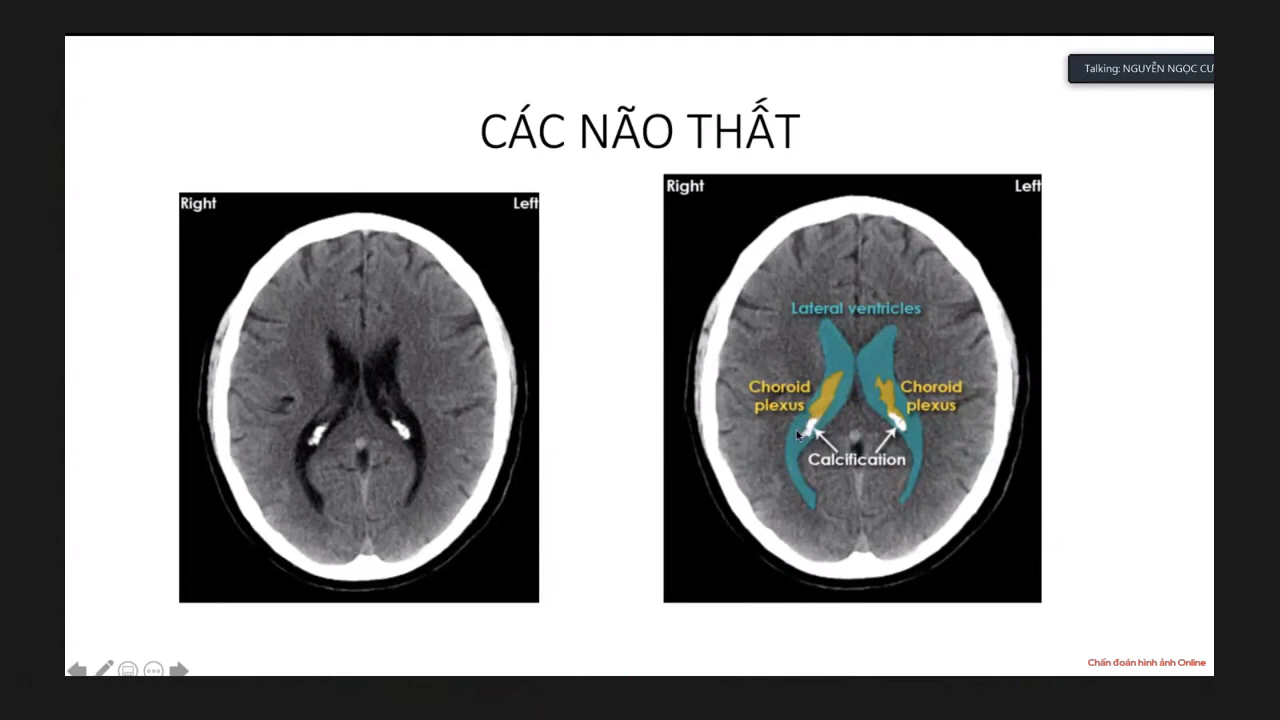 Talking: NGUYỄN NGỌC CƯ
CÁC NÃO THẤT
Right
Left
Right
Left
Lateral ventricles
Choroid
plexus
Choroid
plexus
Calcification
Chẩn đoán hình ảnh Online